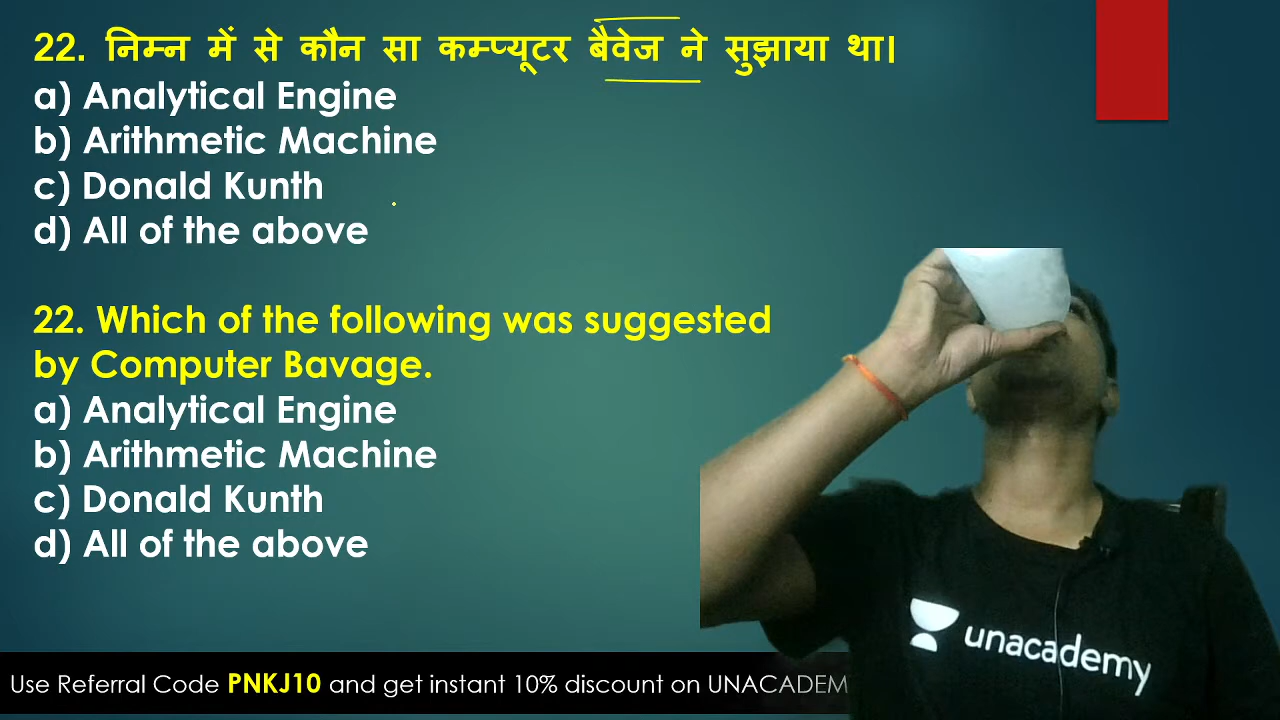 22. निम्न में से कौन सा कम्प्यूटर बैवेज ने सुझाया था।
a) Analytical Engine
b) Arithmetic Machine
c) Donald Kunth
d) All of the above
22. Which of the following was suggested
by Computer Bavage.
a) Analytical Engine
b) Arithmetic Machine
c) Donald Kunth
d) All of the above
unacademy
Use Referral Code PNKJ10 and get instant 10% discount on UNACADEM